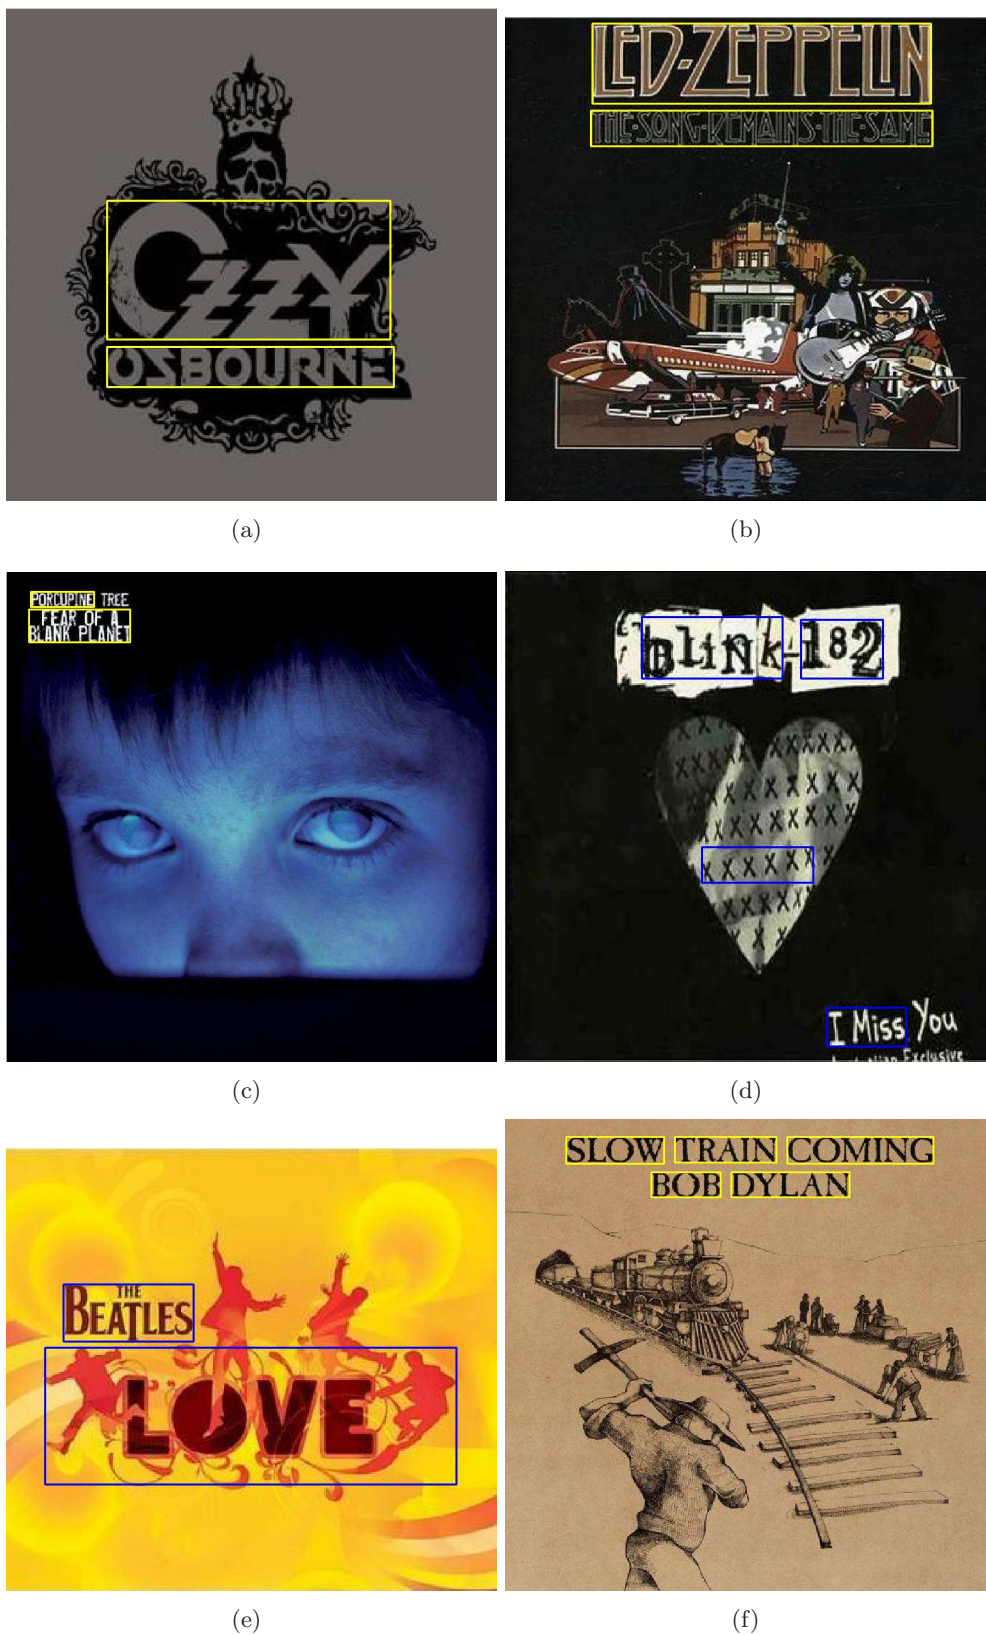 OZZY
OSBOURNE
LED-ZEPPELIN
THE·SONG·REMAINS·THE·SAME
(a)
(b)
PORCUPINE TREE
FEAR OF A
BLANK PLANET
blink-182
X X X X X X
I Miss You
Exclusive
(c)
(d)
THE
BEATLES
LOVE
SLOW TRAIN COMING
BOB DYLAN
(e)
(f)